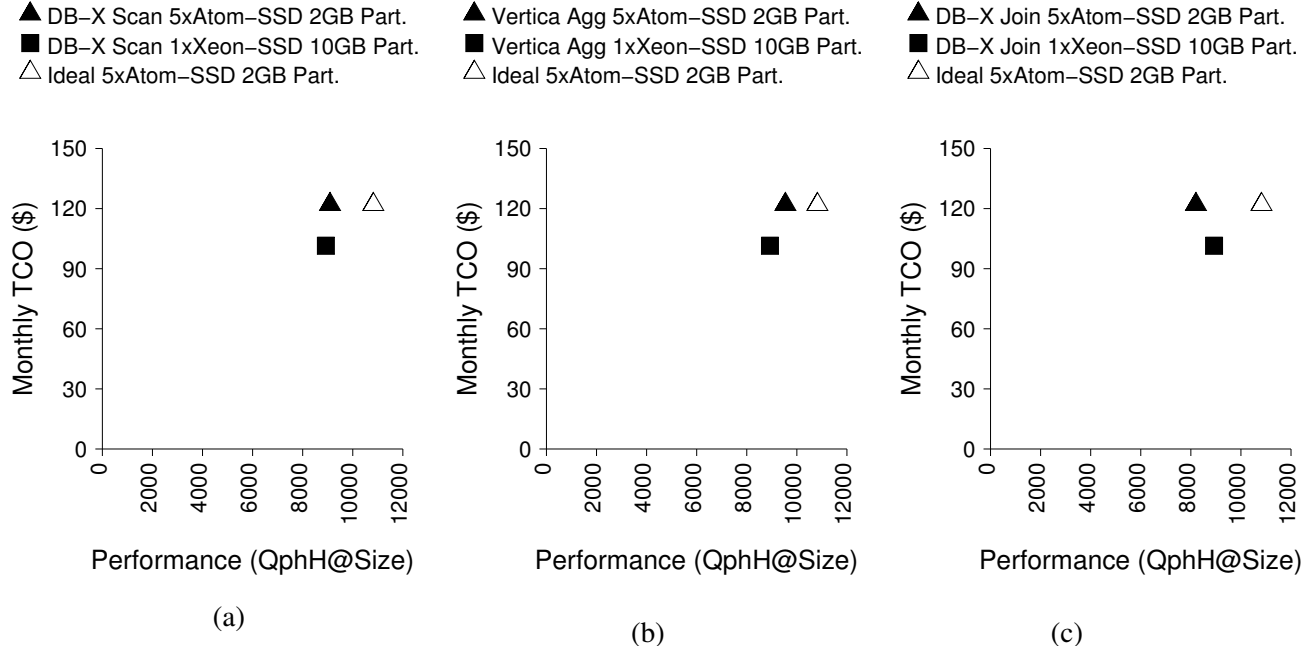 DB−X Scan 5xAtom−SSD 2GB Part.
DB−X Scan 1xXeon−SSD 10GB Part.
Ideal 5xAtom−SSD 2GB Part.
150
120
90
60
30
0
Monthly TCO ($)
0 2000 4000 6000 8000 10000 12000
Performance (QphH@Size)
(a)
Vertica Agg 5xAtom−SSD 2GB Part.
Vertica Agg 1xXeon−SSD 10GB Part.
Ideal 5xAtom−SSD 2GB Part.
150
120
90
60
30
0
Monthly TCO ($)
0 2000 4000 6000 8000 10000 12000
Performance (QphH@Size)
(b)
DB−X Join 5xAtom−SSD 2GB Part.
DB−X Join 1xXeon−SSD 10GB Part.
Ideal 5xAtom−SSD 2GB Part.
150
120
90
60
30
0
Monthly TCO ($)
0 2000 4000 6000 8000 10000 12000
Performance (QphH@Size)
(c)